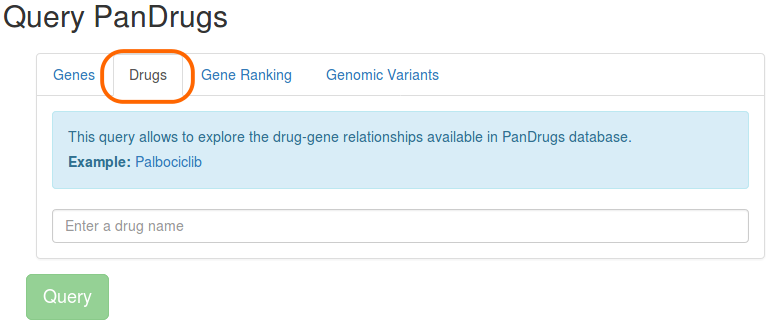 Query PanDrugs
Genes Drugs Gene Ranking Genomic Variants
This query allows to explore the drug-gene relationships available in PanDrugs database.
Example: Palbociclib
Enter a drug name
Query